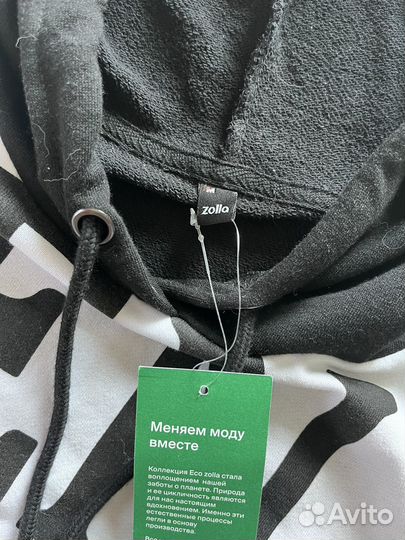 M
zolla
Меняем моду
вместе
Коллекция Eco zolla стала
воплощением нашей
заботы о планете. Природа
и ее цикличность являются
для нас настоящим
вдохновением. Именно эти
естественные процессы
легли в основу
производства.
Avito